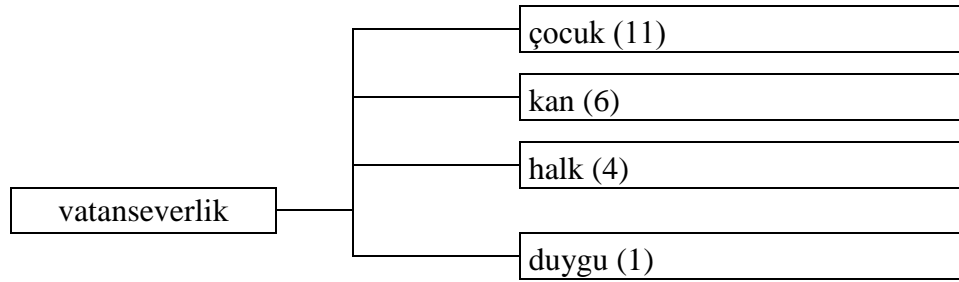 çocuk (11)
kan (6)
halk (4)
vatanseverlik
duygu (1)